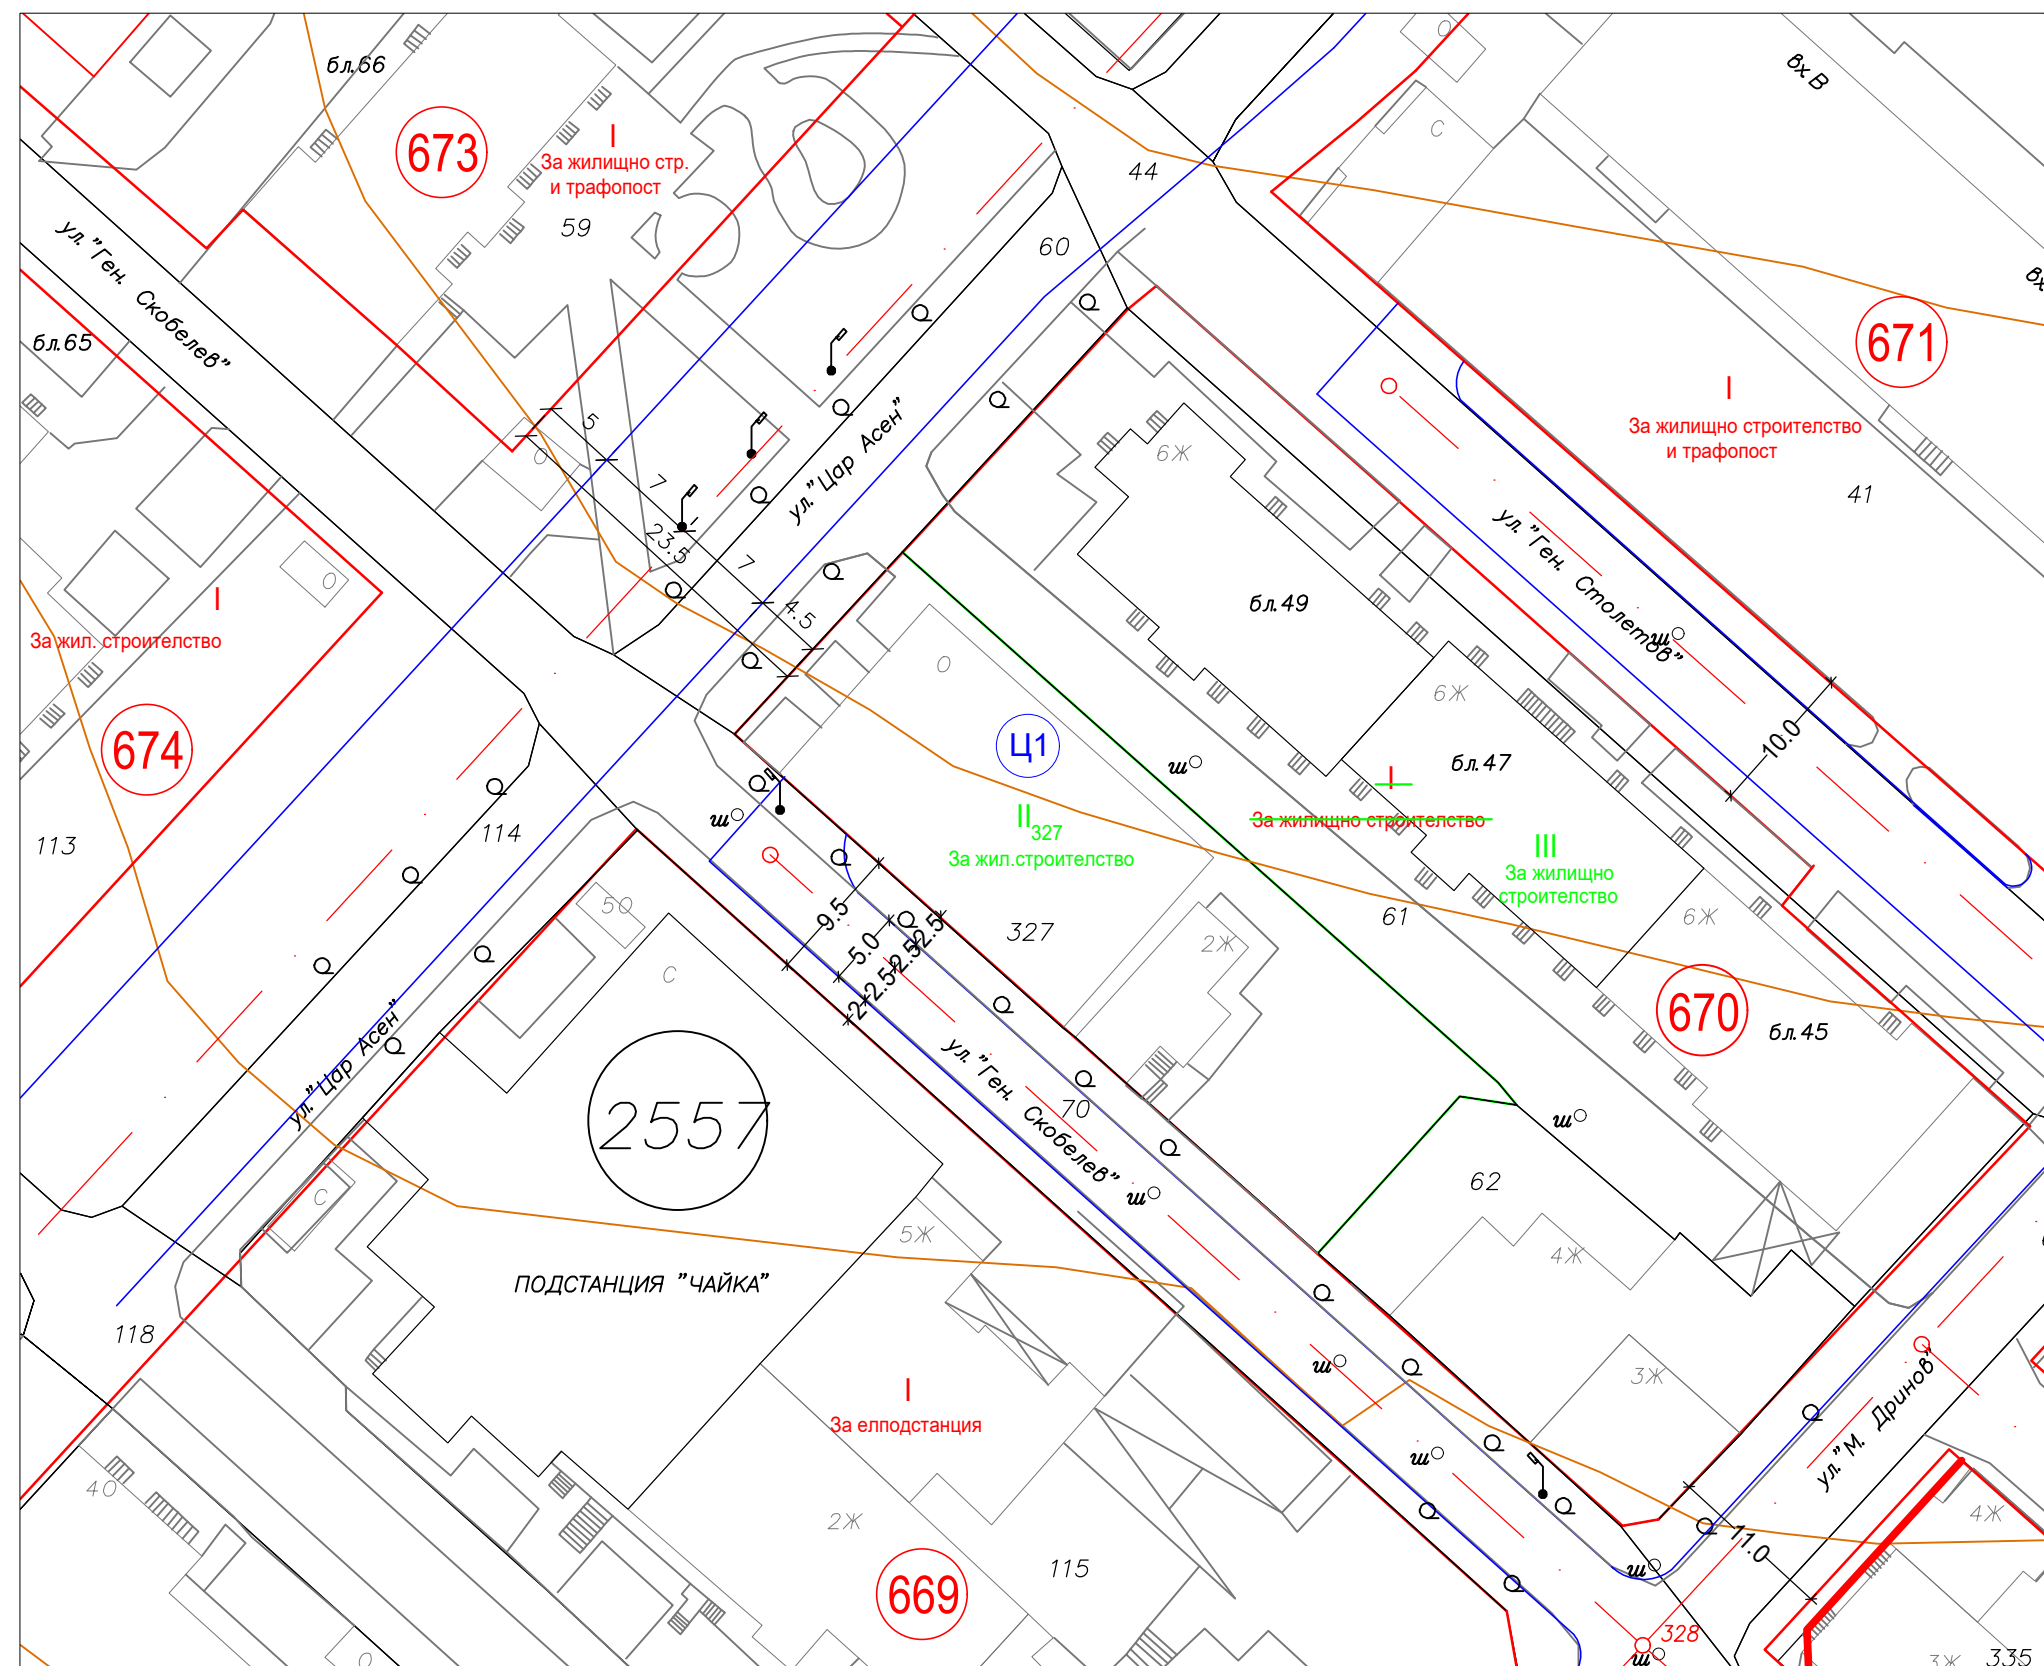 бл.66
673
I
За жилищно стр.
и трафопост
59
44
60
вх.В
О
С
671
I
За жилищно строителство
и трафопост
41
ул."Ген. Скобелев"
бл.65
ул."Цар Асен"
5
7
23.5
7
4.5
О
О
I
За жил. строителство
674
113
114
6Ж
бл.49
ул."Ген. Столетов"
ш
10.0
6Ж
бл.47
О
Ц1
II327
За жил.строителство
327
ш
ш
I
За жилищно строителство
III
За жилищно
строителство
61
6Ж
670
бл.45
2Ж
9.5
5.0
2.5
2.5
2.5
2
50
С
ул."Цар Асен"
2557
ПОДСТАНЦИЯ "ЧАЙКА"
С
118
ул."Ген. Скобелев"
70
ш
ш
62
5Ж
4Ж
3Ж
I
За елподстанция
ш
ш
ул."М. Дринов"
11.0
40
2Ж
115
669
О
ш
328
ш
4Ж
3Ж
335